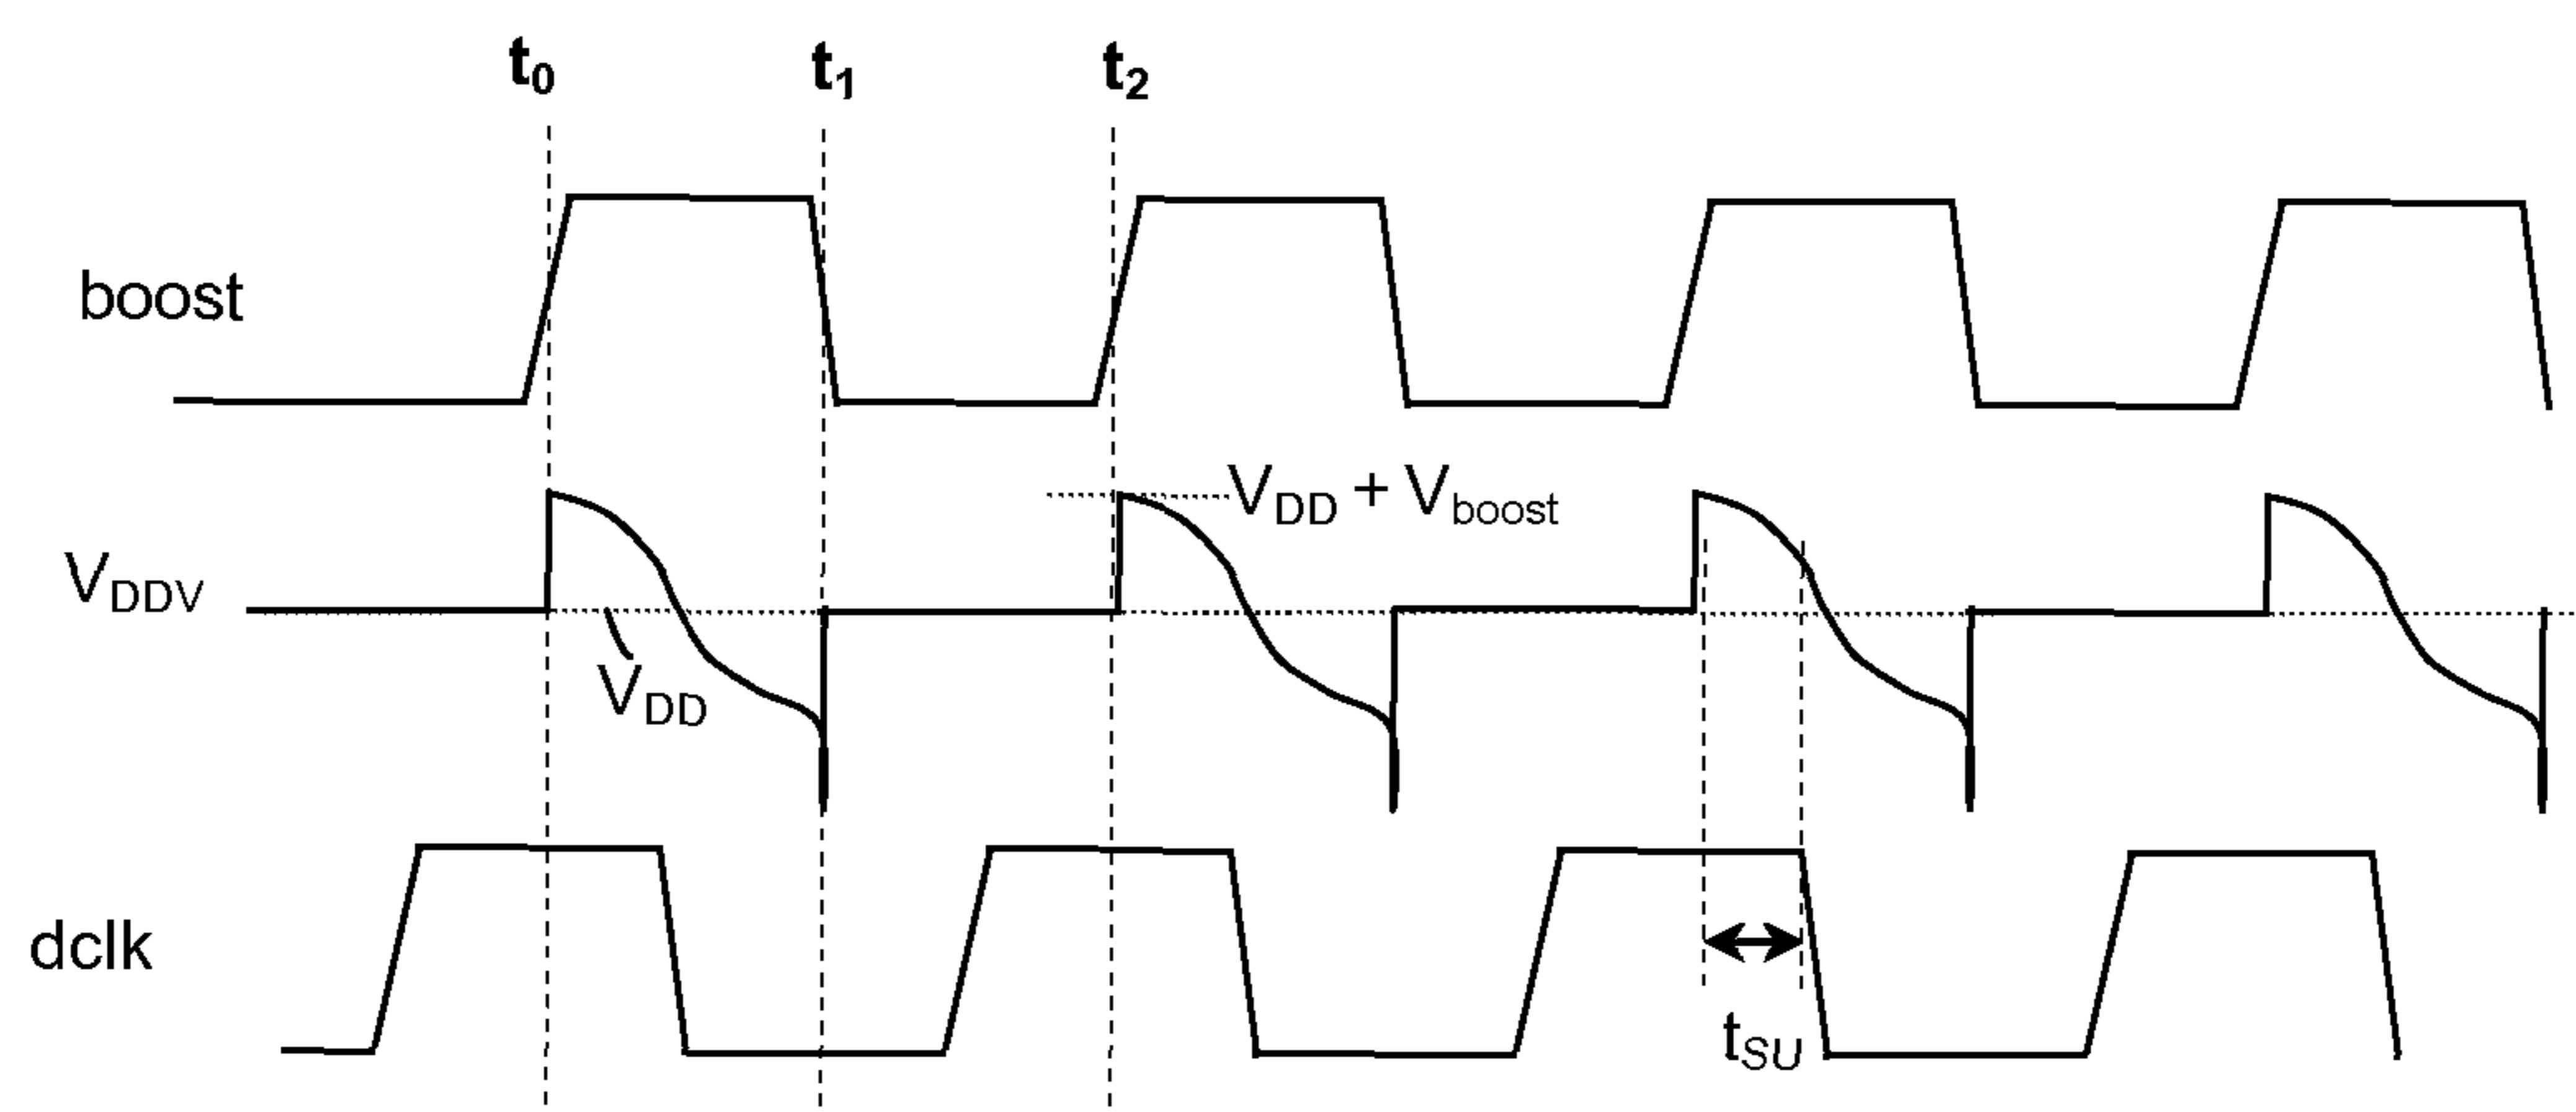 t0 t1 t2
boost
VDD + Vboost
VDDV
VDD
dclk
tSU